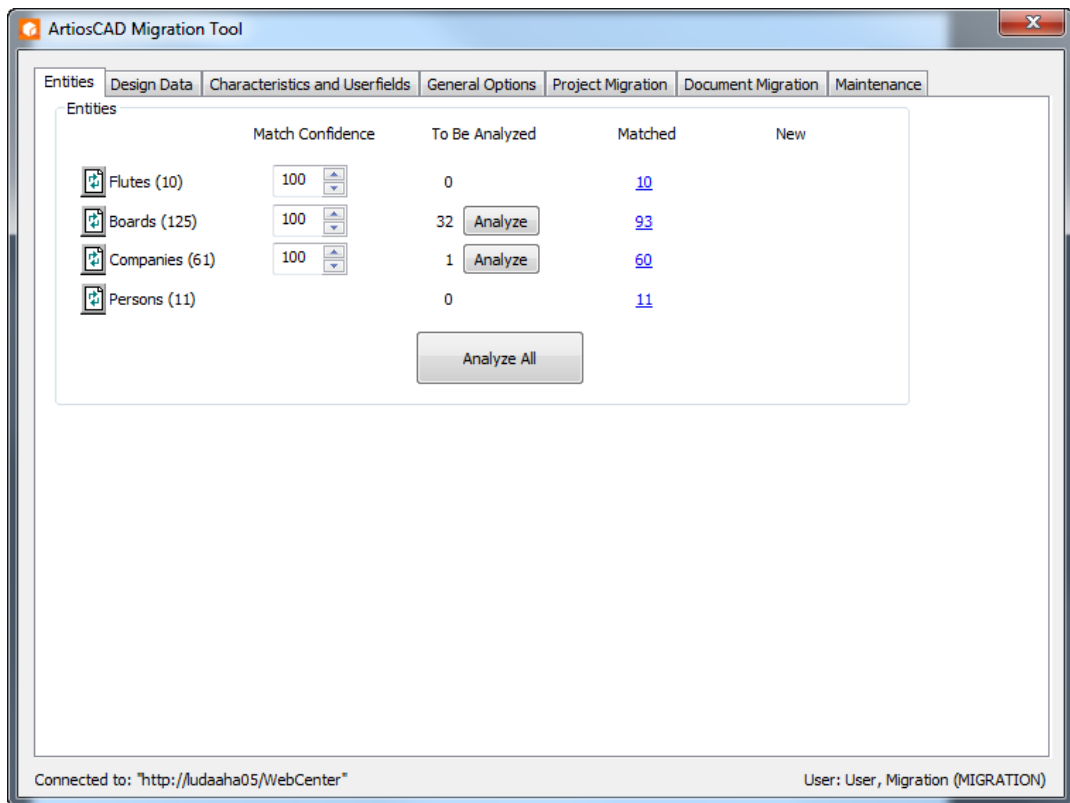 ArtiosCAD Migration Tool
Entities Design Data Characteristics and Userfields General Options Project Migration Document Migration Maintenance
Entities
Match Confidence To Be Analyzed Matched New
Flutes (10) 100 0 10
Boards (125) 100 32 Analyze 93
Companies (61) 100 1 Analyze 60
Persons (11) 0 11
Analyze All
Connected to: "http://ludaaha05/WebCenter" User: User, Migration (MIGRATION)